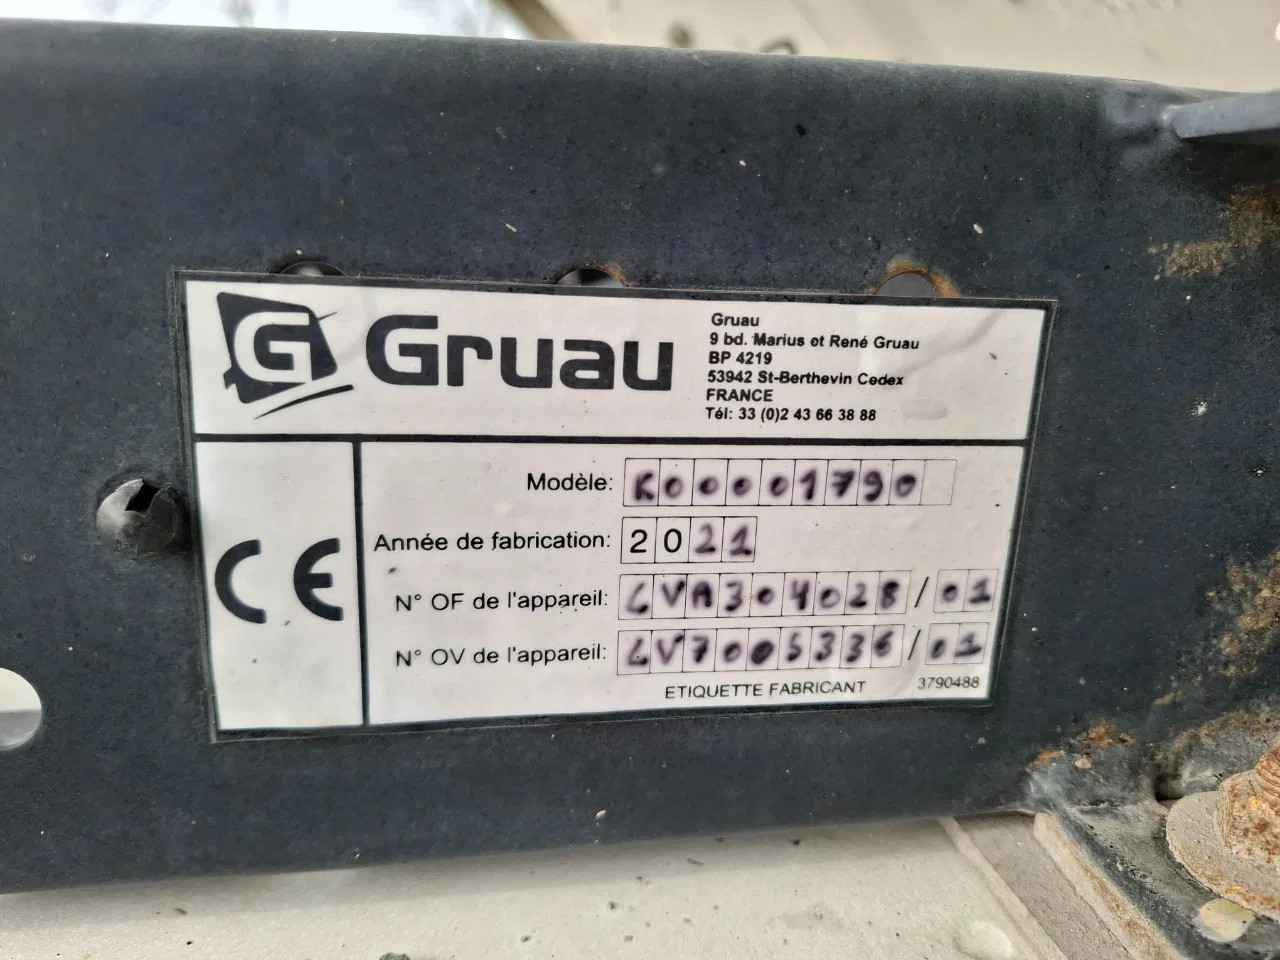 G Gruau
Gruau
9 bd. Marius et René Gruau
BP 4219
53942 St-Berthevin Cedex
FRANCE
Tél: 33 (0)2 43 66 38 88
CE
Modèle: K00001790
Année de fabrication: 2021
N° OF de l'appareil: LVA304028/01
N° OV de l'appareil: LV7005336/01
ETIQUETTE FABRICANT 3790488